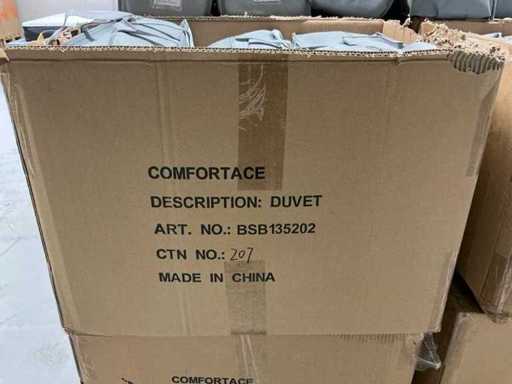 COMFORTACE
DESCRIPTION: DUVET
ART. NO.: BSB135202
CTN NO.: 207
MADE IN CHINA
COMFORTACE